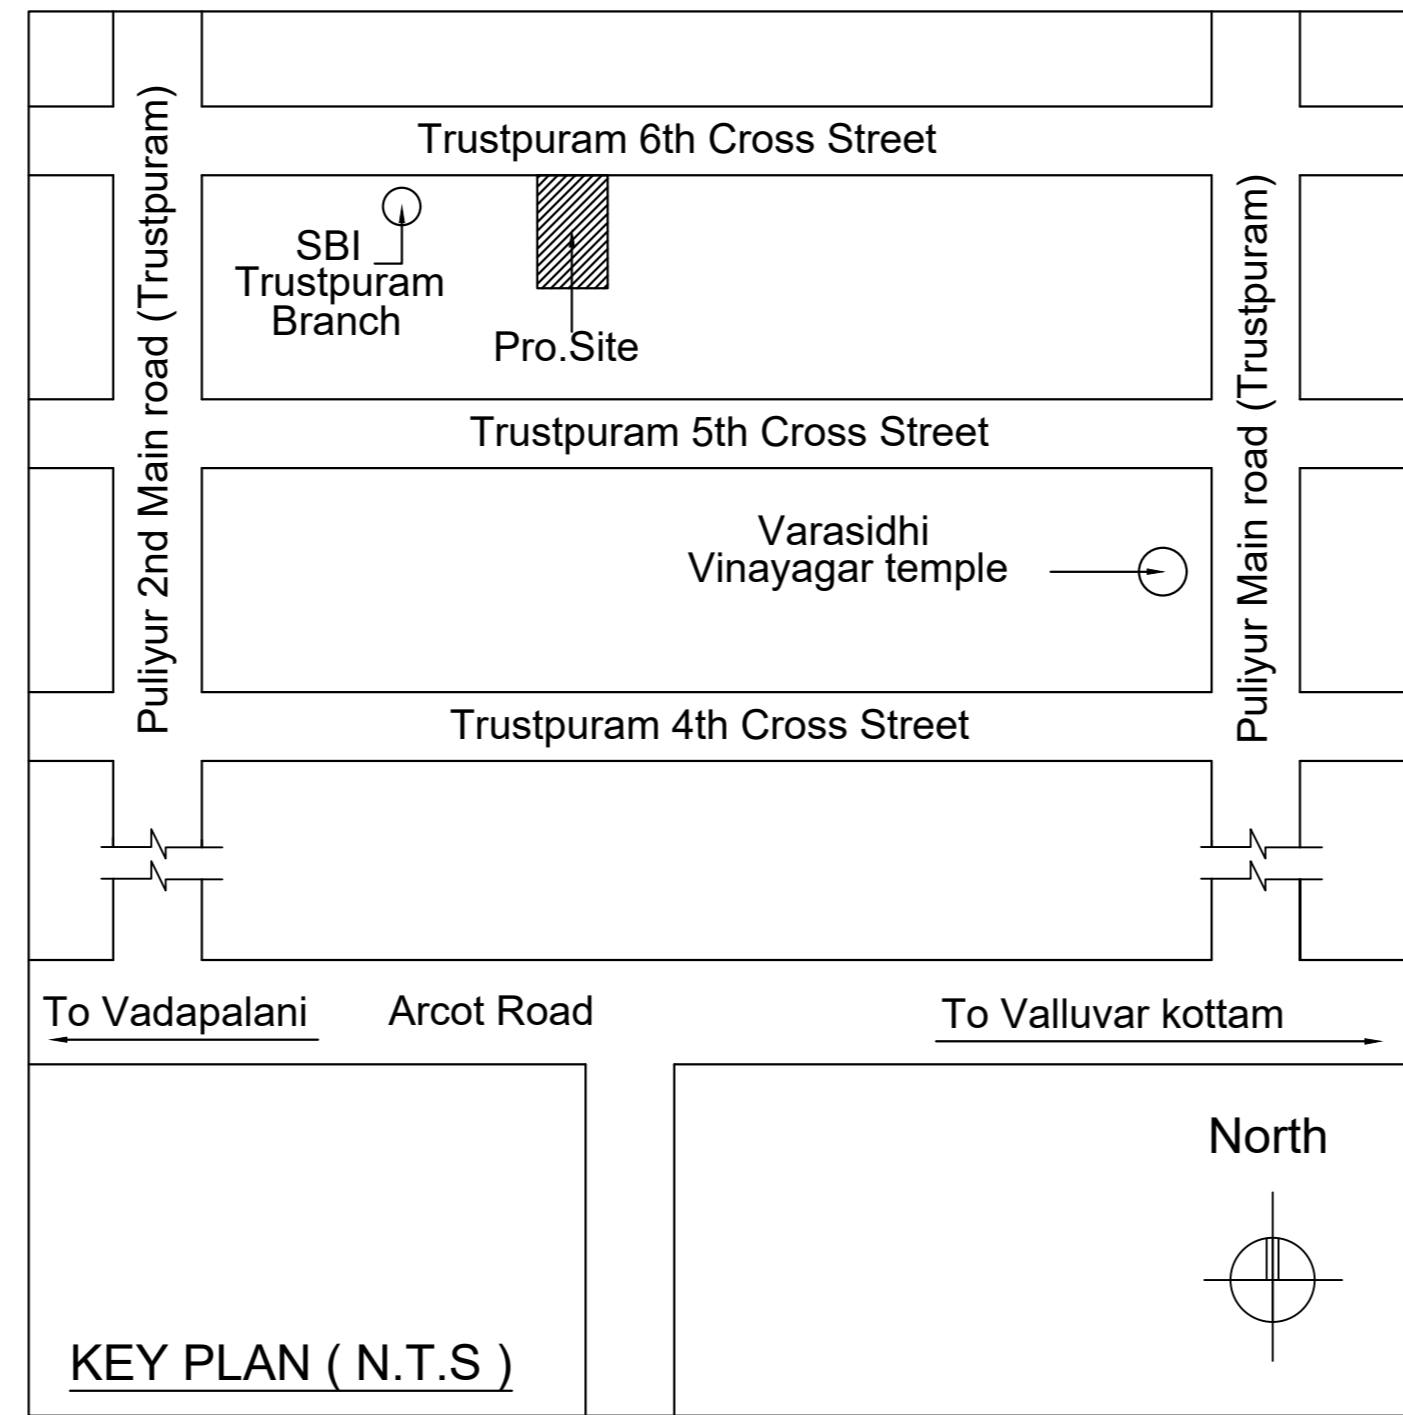 Trustpuram 6th Cross Street
Puliyur 2nd Main road (Trustpuram)
SBI
Trustpuram
Branch
Pro.Site
Puliyur Main road (Trustpuram)
Trustpuram 5th Cross Street
Varasidhi
Vinayagar temple
Trustpuram 4th Cross Street
To Vadapalani
Arcot Road
To Valluvar kottam
North
KEY PLAN ( N.T.S )